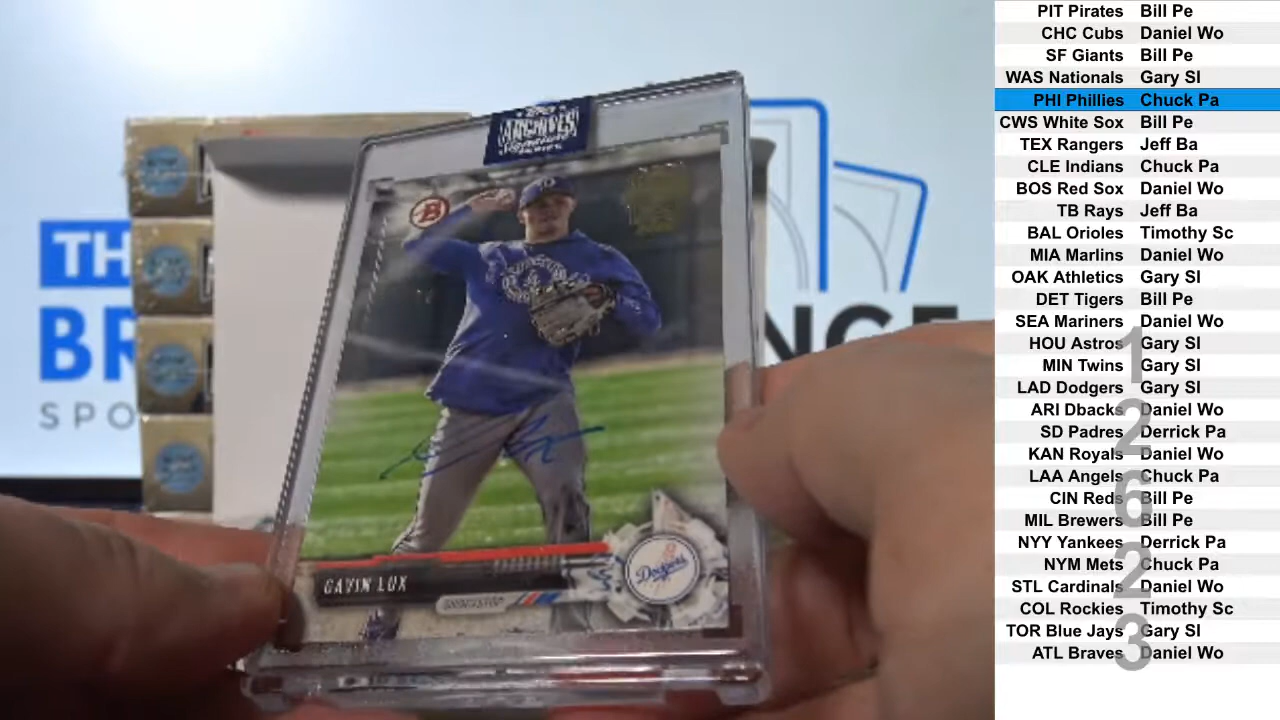 ARCHIVES
B
GAVIN LUX
SHORTSTOP
Dodgers
TH
BR
NCE
SPO
PIT Pirates Bill Pe
CHC Cubs Daniel Wo
SF Giants Bill Pe
WAS Nationals Gary Sl
PHI Phillies Chuck Pa
CWS White Sox Bill Pe
TEX Rangers Jeff Ba
CLE Indians Chuck Pa
BOS Red Sox Daniel Wo
TB Rays Jeff Ba
BAL Orioles Timothy Sc
MIA Marlins Daniel Wo
OAK Athletics Gary Sl
DET Tigers Bill Pe
SEA Mariners Daniel Wo
HOU Astros Gary Sl
MIN Twins Gary Sl
LAD Dodgers Gary Sl
ARI Dbacks Daniel Wo
SD Padres Derrick Pa
KAN Royals Daniel Wo
LAA Angels Chuck Pa
CIN Reds Bill Pe
MIL Brewers Bill Pe
NYY Yankees Derrick Pa
NYM Mets Chuck Pa
STL Cardinals Daniel Wo
COL Rockies Timothy Sc
TOR Blue Jays Gary Sl
ATL Braves Daniel Wo
1
2
6
2
3